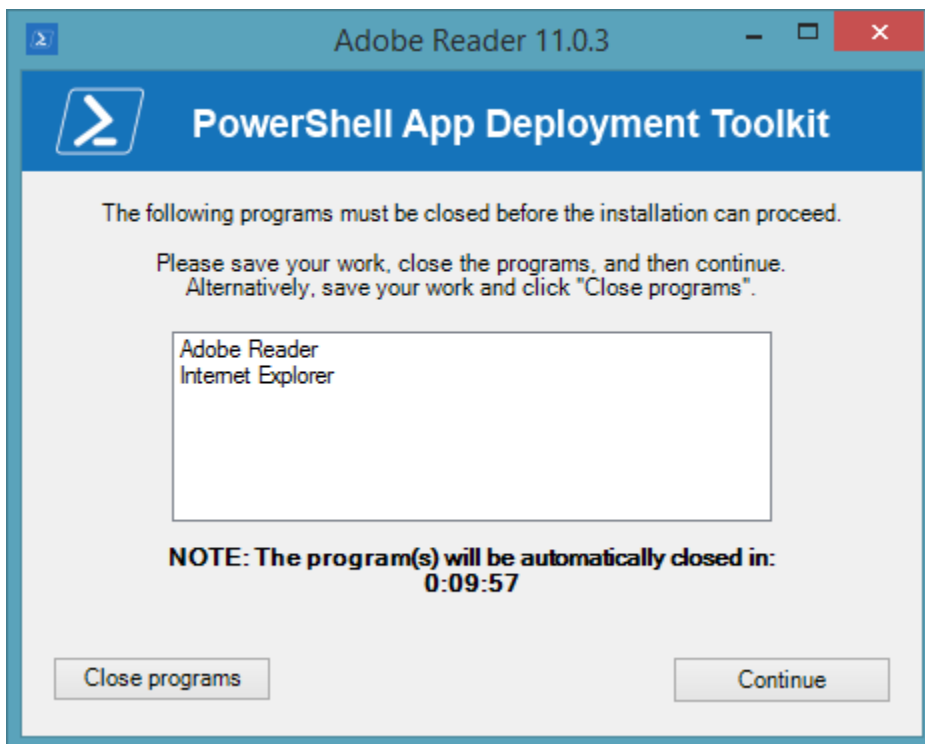 Adobe Reader 11.0.3
PowerShell App Deployment Toolkit
The following programs must be closed before the installation can proceed.
Please save your work, close the programs, and then continue.
Alternatively, save your work and click "Close programs".
Adobe Reader
Internet Explorer
NOTE: The program(s) will be automatically closed in:
0:09:57
Close programs
Continue